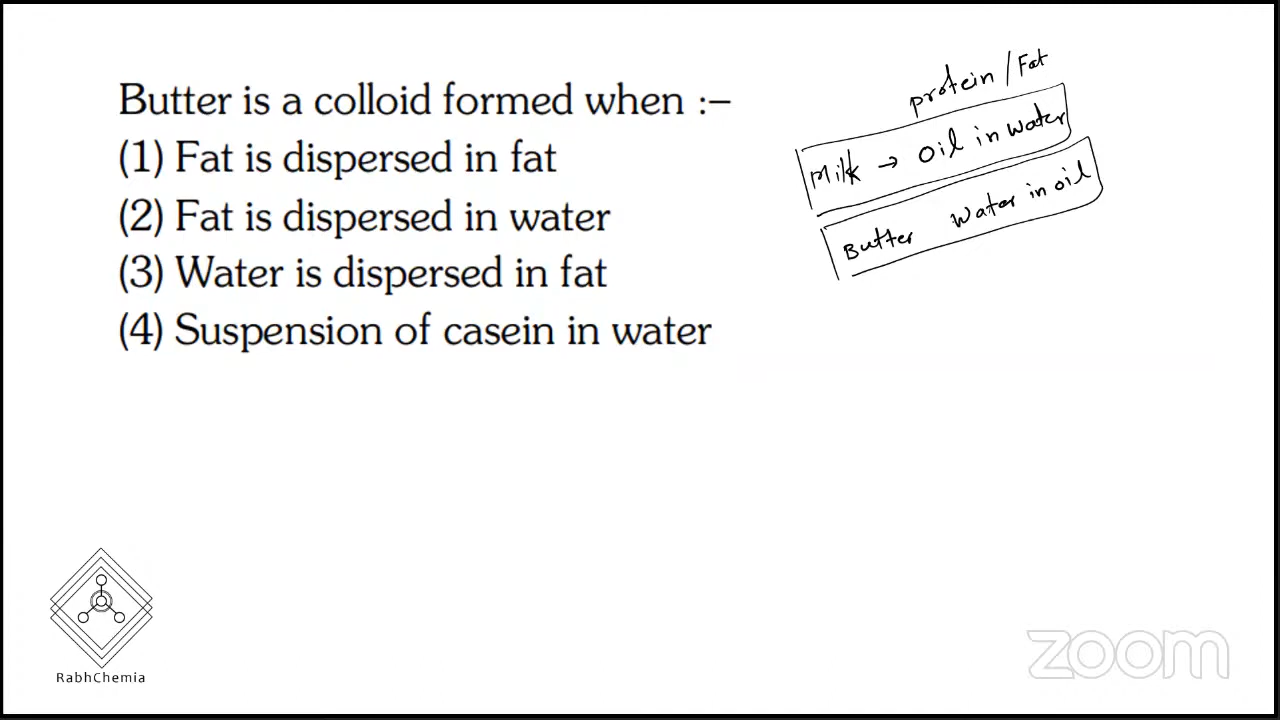 Butter is a colloid formed when :–
(1) Fat is dispersed in fat
(2) Fat is dispersed in water
(3) Water is dispersed in fat
(4) Suspension of casein in water
protein / Fat
Milk → Oil in water
Butter Water in oil
RabhChemia
zoom